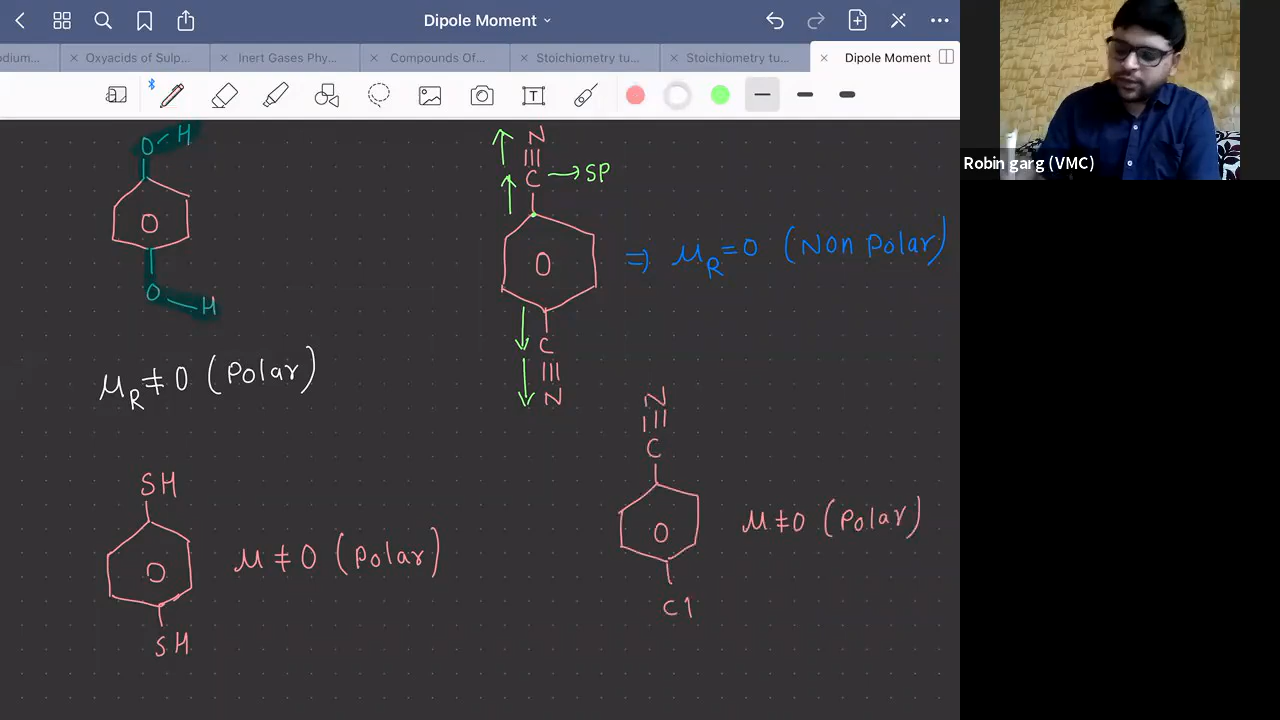 Dipole Moment
odium...
Oxyacids of Sulp...
Inert Gases Phy...
Compounds Of...
Stoichiometry tu...
Stoichiometry tu...
Dipole Moment
T
Robin garg (VMC)
O-H
O
O-H
μR ≠ 0 (Polar)
N
C → SP
O
C
N
⇒ μR = 0 (Non Polar)
SH
O
SH
μ ≠ 0 (Polar)
N
C
O
Cl
μ ≠ 0 (Polar)